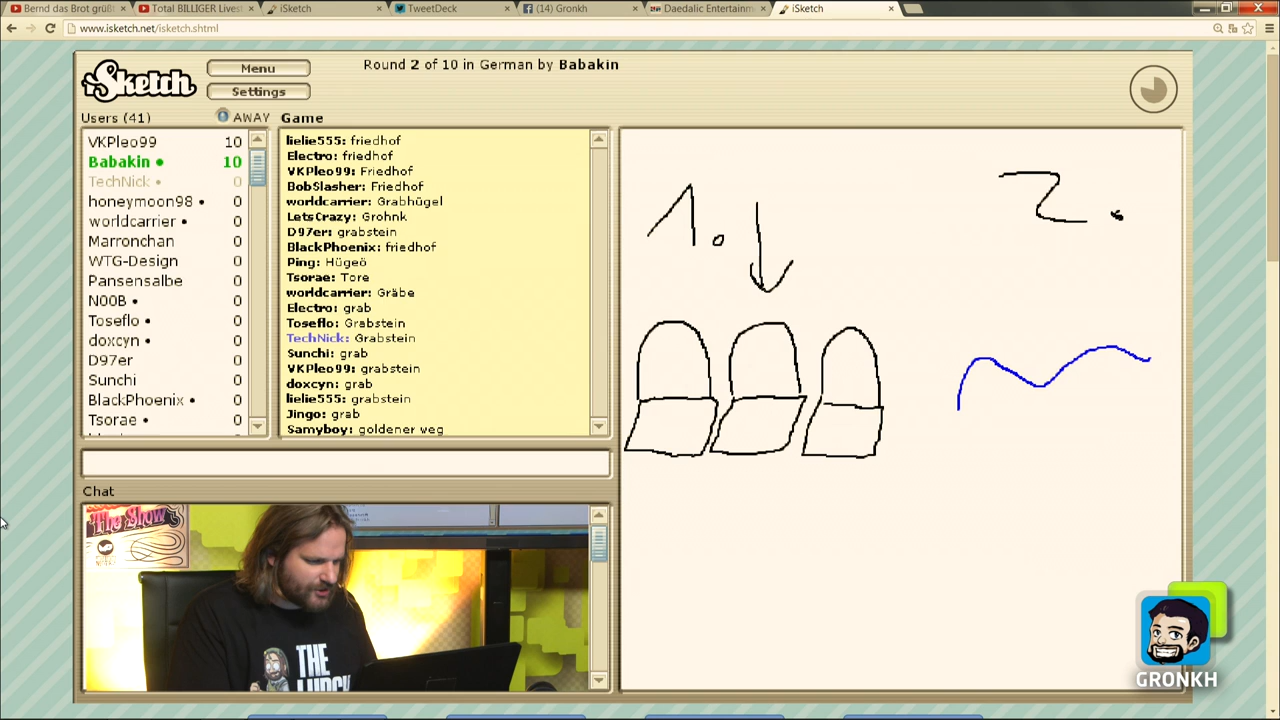 Bernd das Brot grüß
Total BILLIGER Livest
iSketch
TweetDeck
(14) Gronkh
Daedalic Entertainm
iSketch
www.isketch.net/isketch.shtml
iSketch
Menu
Settings
Round 2 of 10 in German by Babakin
Users (41)
AWAY
Game
VKPleo99 10
Babakin • 10
TechNick • 0
honeymoon98 • 0
worldcarrier • 0
Marronchan 0
WTG-Design 0
Pansensalbe 0
N00B • 0
Toseflo • 0
doxcyn • 0
D97er 0
Sunchi 0
BlackPhoenix • 0
Tsorae • 0
lielie555: friedhof
Electro: friedhof
VKPleo99: Friedhof
BobSlasher: Friedhof
worldcarrier: Grabhügel
LetsCrazy: Grohnk
D97er: grabstein
BlackPhoenix: friedhof
Ping: Hügeö
Tsorae: Tore
worldcarrier: Gräbe
Electro: grab
Toseflo: Grabstein
TechNick: Grabstein
Sunchi: grab
VKPleo99: grabstein
doxcyn: grab
lielie555: grabstein
Jingo: grab
Samyboy: goldener weg
1.
2.
Chat
The Show
THE
GRONKH